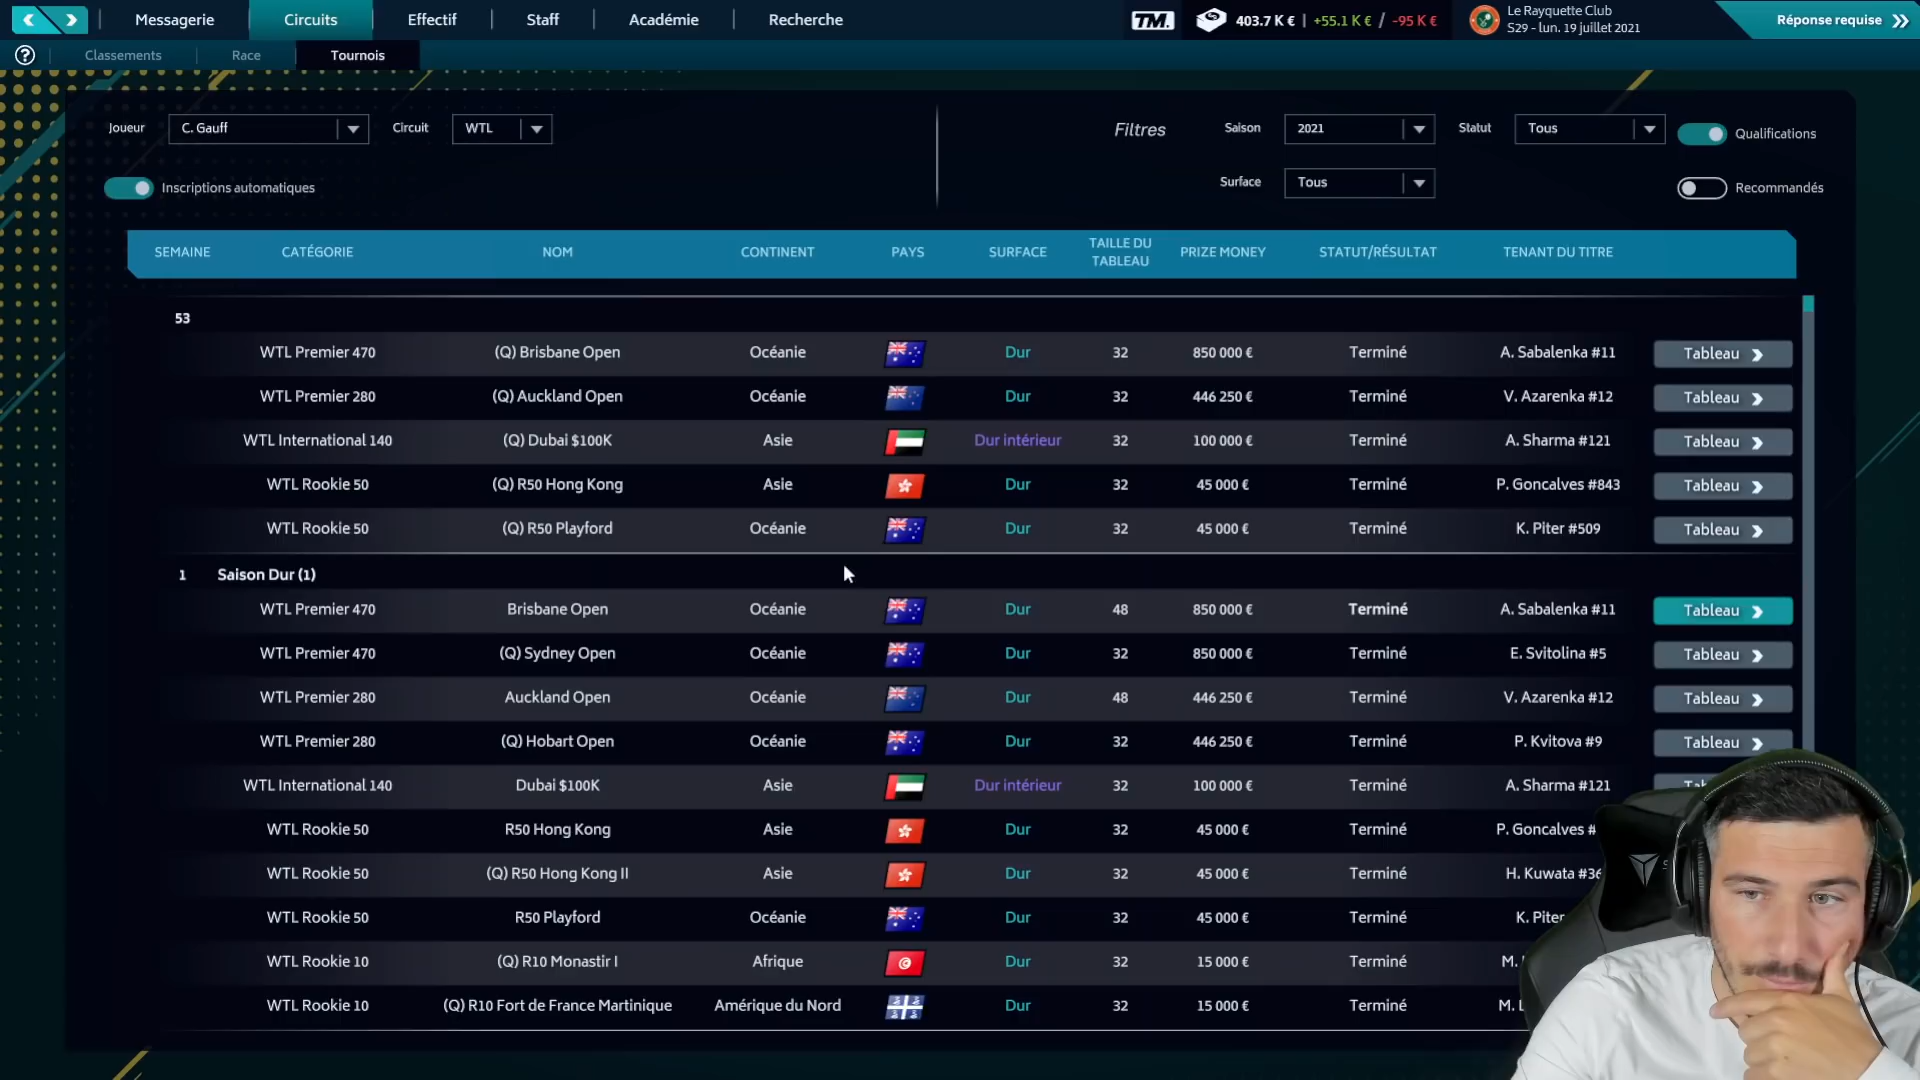 Messagerie
Circuits
Effectif
Staff
Académie
Recherche
TM.
403.7 K € | +55.1 K € / -95 K €
Le Rayquette Club
S29 - lun. 19 juillet 2021
Réponse requise
?
Classements
Race
Tournois
Joueur
C. Gauff
Circuit
WTL
Filtres
Saison
2021
Statut
Tous
Qualifications
Inscriptions automatiques
Surface
Tous
Recommandés
SEMAINE CATÉGORIE NOM CONTINENT PAYS SURFACE TAILLE DU TABLEAU PRIZE MONEY STATUT/RÉSULTAT TENANT DU TITRE
53
WTL Premier 470 (Q) Brisbane Open Océanie Dur 32 850 000 € Terminé A. Sabalenka #11 Tableau
WTL Premier 280 (Q) Auckland Open Océanie Dur 32 446 250 € Terminé V. Azarenka #12 Tableau
WTL International 140 (Q) Dubai $100K Asie Dur intérieur 32 100 000 € Terminé A. Sharma #121 Tableau
WTL Rookie 50 (Q) R50 Hong Kong Asie Dur 32 45 000 € Terminé P. Goncalves #843 Tableau
WTL Rookie 50 (Q) R50 Playford Océanie Dur 32 45 000 € Terminé K. Piter #509 Tableau
1 Saison Dur (1)
WTL Premier 470 Brisbane Open Océanie Dur 48 850 000 € Terminé A. Sabalenka #11 Tableau
WTL Premier 470 (Q) Sydney Open Océanie Dur 32 850 000 € Terminé E. Svitolina #5 Tableau
WTL Premier 280 Auckland Open Océanie Dur 48 446 250 € Terminé V. Azarenka #12 Tableau
WTL Premier 280 (Q) Hobart Open Océanie Dur 32 446 250 € Terminé P. Kvitova #9 Tableau
WTL International 140 Dubai $100K Asie Dur intérieur 32 100 000 € Terminé A. Sharma #121
WTL Rookie 50 R50 Hong Kong Asie Dur 32 45 000 € Terminé P. Goncalves #
WTL Rookie 50 (Q) R50 Hong Kong II Asie Dur 32 45 000 € Terminé H. Kuwata
WTL Rookie 50 R50 Playford Océanie Dur 32 45 000 € Terminé K. Piter
WTL Rookie 10 (Q) R10 Monastir I Afrique Dur 32 15 000 € Terminé M.
WTL Rookie 10 (Q) R10 Fort de France Martinique Amérique du Nord Dur 32 15 000 € Terminé M.